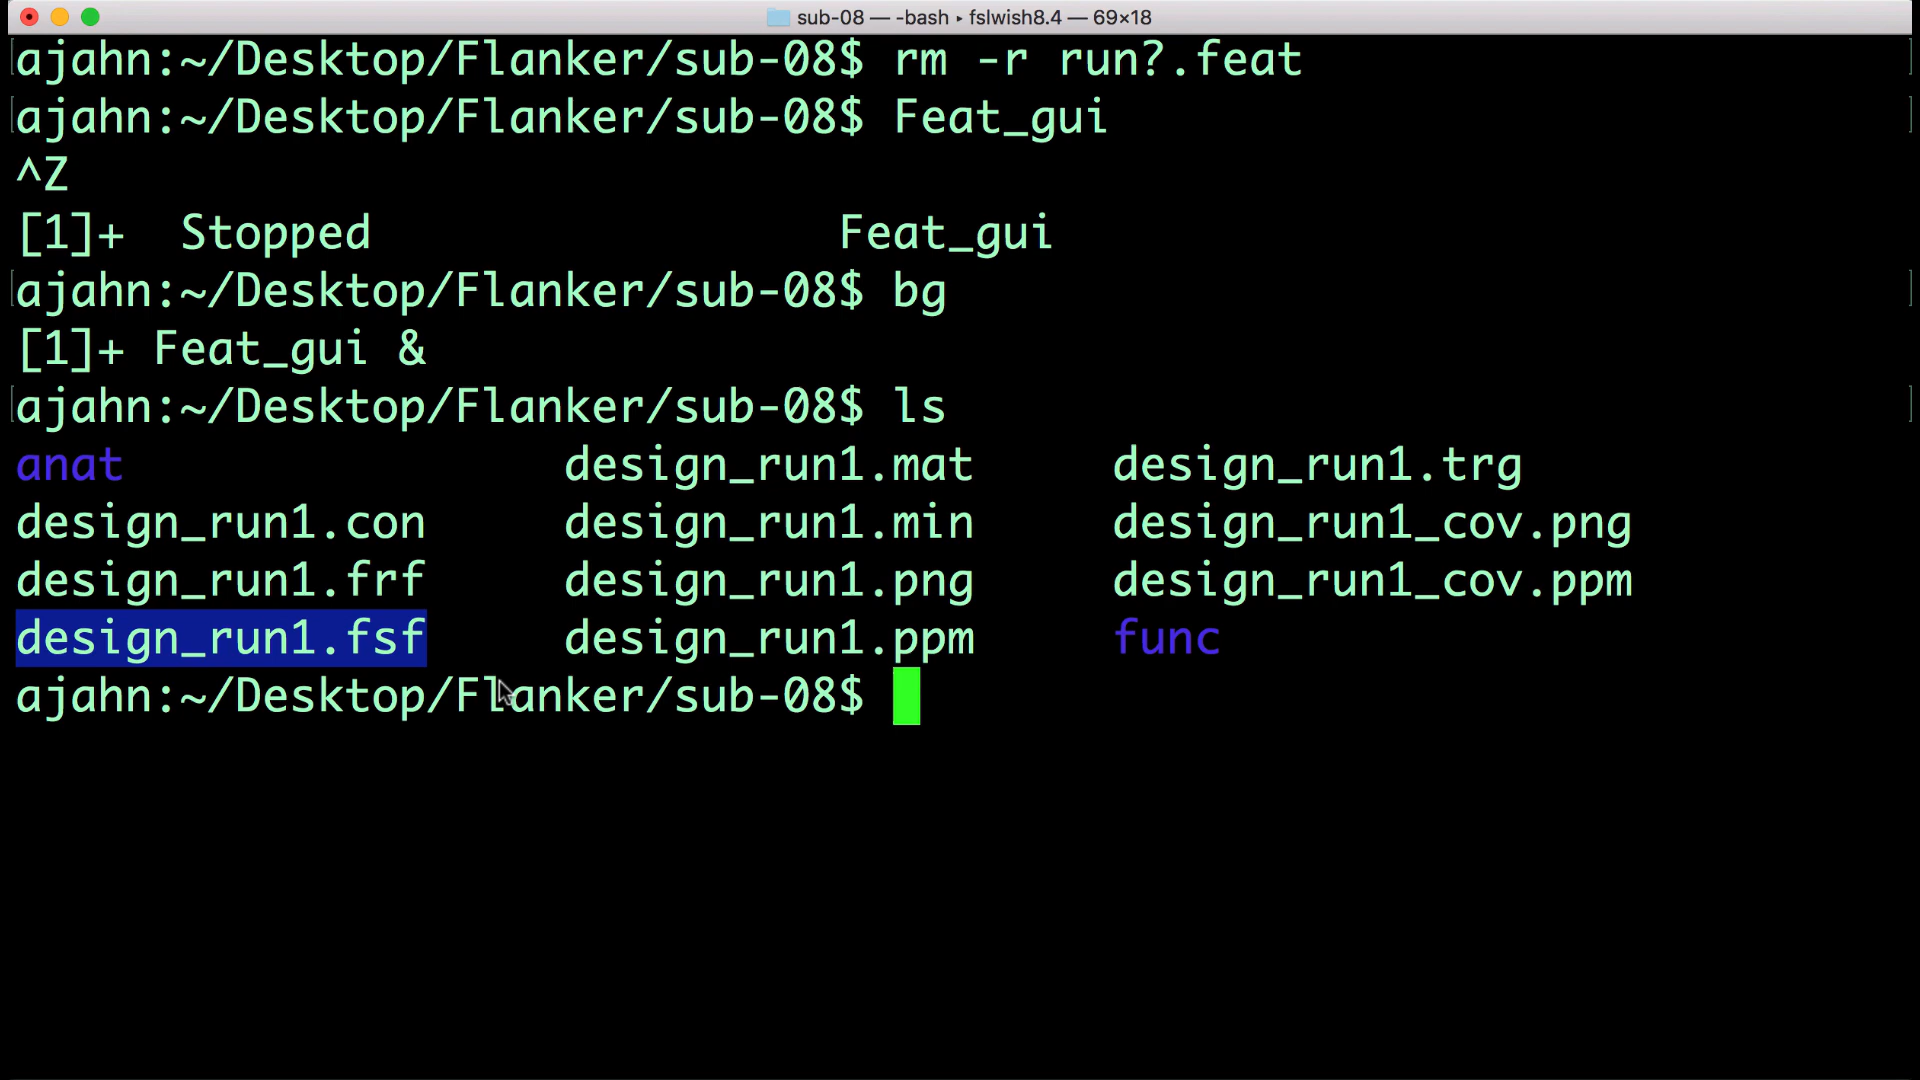 sub-08 — -bash ▸ fslwish8.4 — 69×18
ajahn:~/Desktop/Flanker/sub-08$ rm -r run?.feat
ajahn:~/Desktop/Flanker/sub-08$ Feat_gui
^Z
[1]+  Stopped                 Feat_gui
ajahn:~/Desktop/Flanker/sub-08$ bg
[1]+ Feat_gui &
ajahn:~/Desktop/Flanker/sub-08$ ls
anat                design_run1.mat     design_run1.trg
design_run1.con     design_run1.min     design_run1_cov.png
design_run1.frf     design_run1.png     design_run1_cov.ppm
design_run1.fsf     design_run1.ppm     func
ajahn:~/Desktop/Flanker/sub-08$